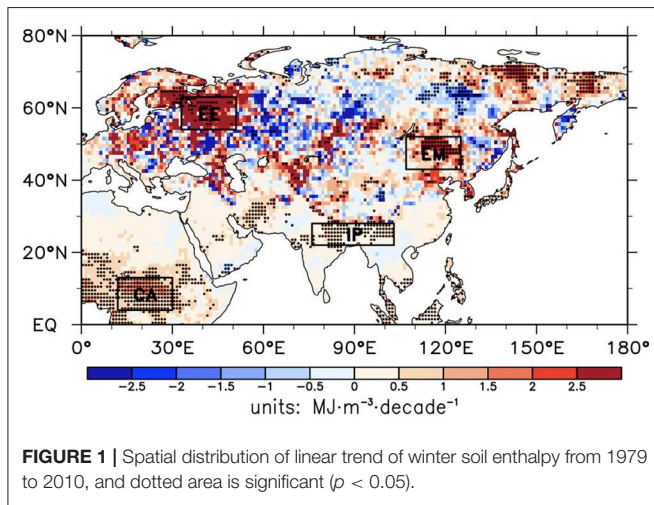 80°N
60°N
40°N
20°N
EQ
EE
EM
IP
CA
0° 30°E 60°E 90°E 120°E 150°E 180°
-2.5 -2 -1.5 -1 -0.5 0 0.5 1 1.5 2 2.5
units: MJ·m⁻³·decade⁻¹
FIGURE 1 | Spatial distribution of linear trend of winter soil enthalpy from 1979
to 2010, and dotted area is significant (p < 0.05).